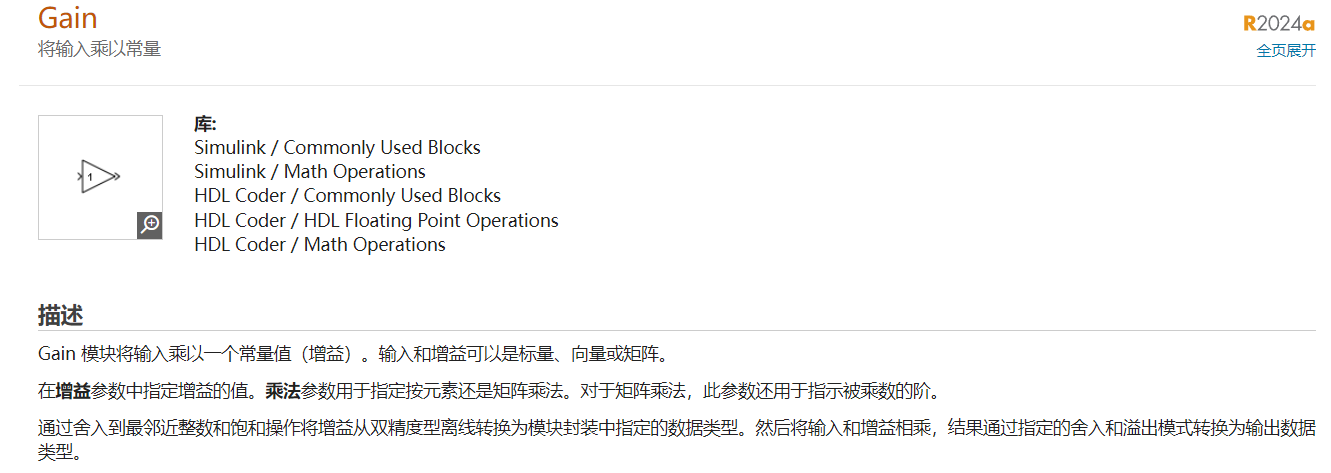 Gain
R2024a
将输入乘以常量
全页展开
1
库:
Simulink / Commonly Used Blocks
Simulink / Math Operations
HDL Coder / Commonly Used Blocks
HDL Coder / HDL Floating Point Operations
HDL Coder / Math Operations
描述
Gain 模块将输入乘以一个常量值（增益）。输入和增益可以是标量、向量或矩阵。
在增益参数中指定增益的值。乘法参数用于指定按元素还是矩阵乘法。对于矩阵乘法，此参数还用于指示被乘数的阶。
通过舍入到最邻近整数和饱和操作将增益从双精度型离线转换为模块封装中指定的数据类型。然后将输入和增益相乘，结果通过指定的舍入和溢出模式转换为输出数据
类型。